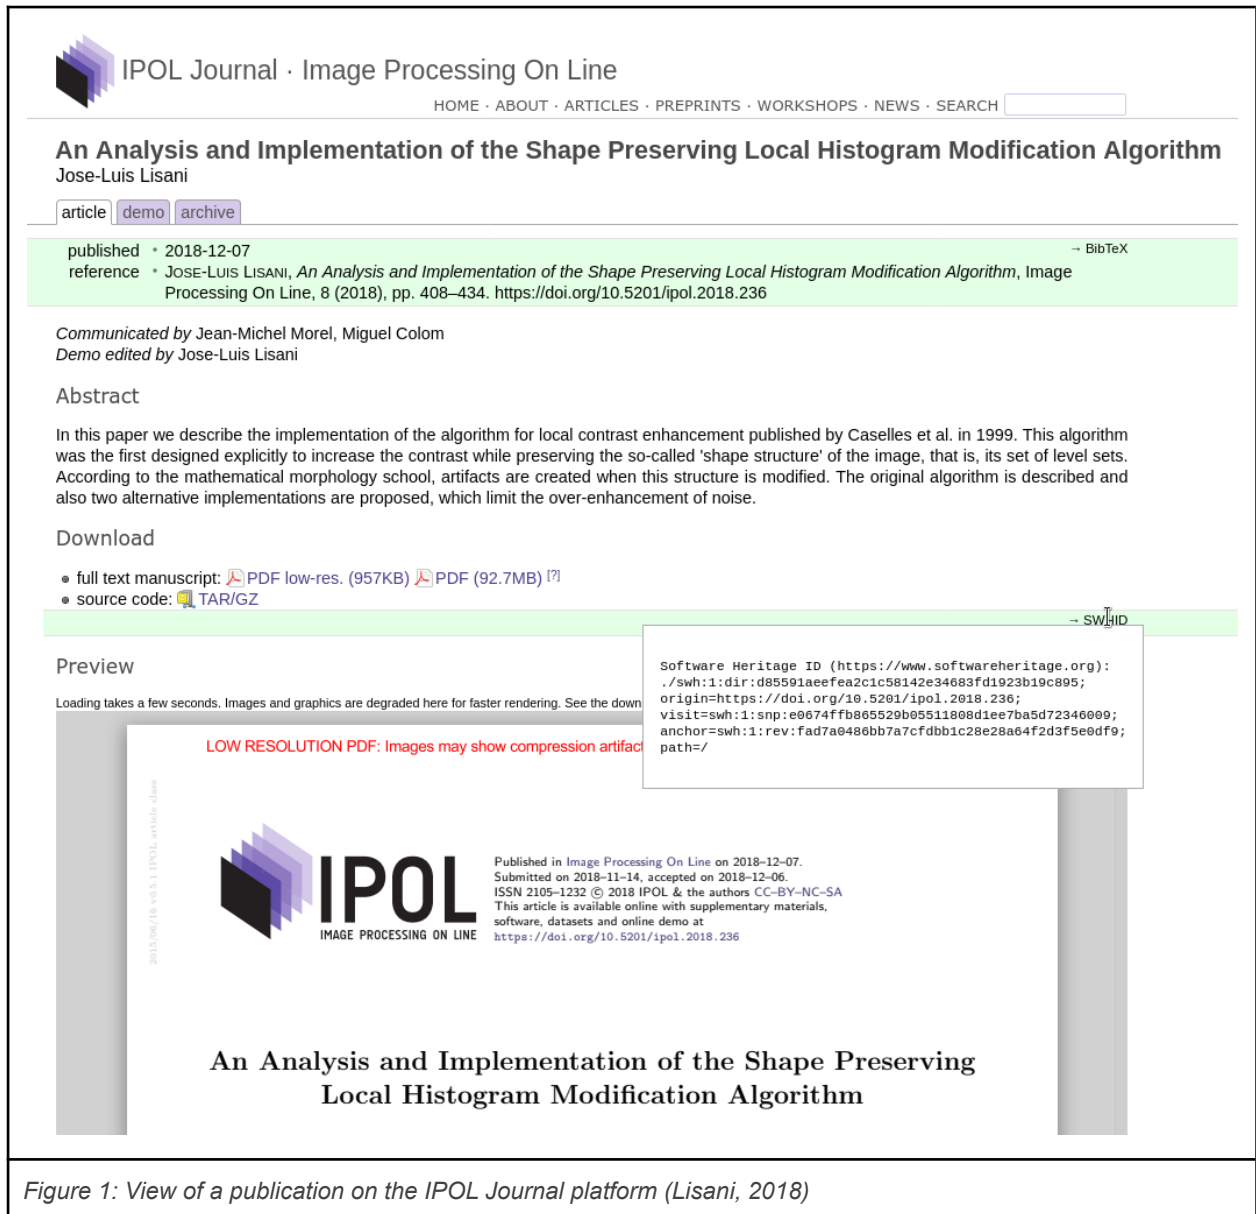 IPOL Journal · Image Processing On Line
HOME · ABOUT · ARTICLES · PREPRINTS · WORKSHOPS · NEWS · SEARCH
An Analysis and Implementation of the Shape Preserving Local Histogram Modification Algorithm
Jose-Luis Lisani
article demo archive
published • 2018-12-07 → BibTeX
reference • JOSE-LUIS LISANI, An Analysis and Implementation of the Shape Preserving Local Histogram Modification Algorithm, Image
Processing On Line, 8 (2018), pp. 408–434. https://doi.org/10.5201/ipol.2018.236
Communicated by Jean-Michel Morel, Miguel Colom
Demo edited by Jose-Luis Lisani
Abstract
In this paper we describe the implementation of the algorithm for local contrast enhancement published by Caselles et al. in 1999. This algorithm
was the first designed explicitly to increase the contrast while preserving the so-called 'shape structure' of the image, that is, its set of level sets.
According to the mathematical morphology school, artifacts are created when this structure is modified. The original algorithm is described and
also two alternative implementations are proposed, which limit the over-enhancement of noise.
Download
• full text manuscript: PDF low-res. (957KB) PDF (92.7MB) [?]
• source code: TAR/GZ
→ SWHID
Software Heritage ID (https://www.softwareheritage.org):
./swh:1:dir:d85591aeefea2c1c58142e34683fd1923b19c895;
origin=https://doi.org/10.5201/ipol.2018.236;
visit=swh:1:snp:e0674ffb865529b05511808d1ee7ba5d72346009;
anchor=swh:1:rev:fad7a0486bb7a7cfdbb1c28e28a64f2d3f5e0df9;
path=/
Preview
Loading takes a few seconds. Images and graphics are degraded here for faster rendering. See the down
LOW RESOLUTION PDF: Images may show compression artifac
2015/06/16 v0.5.1 IPOL article class
IPOL
IMAGE PROCESSING ON LINE
Published in Image Processing On Line on 2018–12–07.
Submitted on 2018–11–14, accepted on 2018–12–06.
ISSN 2105–1232 © 2018 IPOL & the authors CC–BY–NC–SA
This article is available online with supplementary materials,
software, datasets and online demo at
https://doi.org/10.5201/ipol.2018.236
An Analysis and Implementation of the Shape Preserving
Local Histogram Modification Algorithm
Figure 1: View of a publication on the IPOL Journal platform (Lisani, 2018)